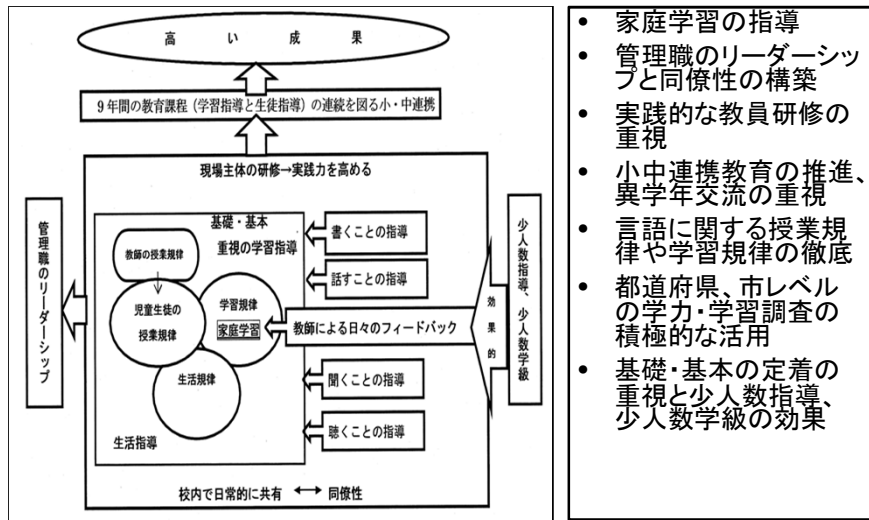 高い成果
9年間の教育課程（学習指導と生徒指導）の連続を図る小・中連携
現場主体の研修→実践力を高める
管理職のリーダーシップ
基礎・基本
重視の学習指導
教師の授業規律
児童生徒の
授業規律
学習規律
家庭学習
生活規律
生活指導
書くことの指導
話すことの指導
教師による日々のフィードバック
聞くことの指導
聴くことの指導
効果的
少人数指導、少人数学級
校内で日常的に共有 ⟷ 同僚性
• 家庭学習の指導
• 管理職のリーダーシッ
プと同僚性の構築
• 実践的な教員研修の
重視
• 小中連携教育の推進、
異学年交流の重視
• 言語に関する授業規
律や学習規律の徹底
• 都道府県、市レベル
の学力・学習調査の
積極的な活用
• 基礎・基本の定着の
重視と少人数指導、
少人数学級の効果